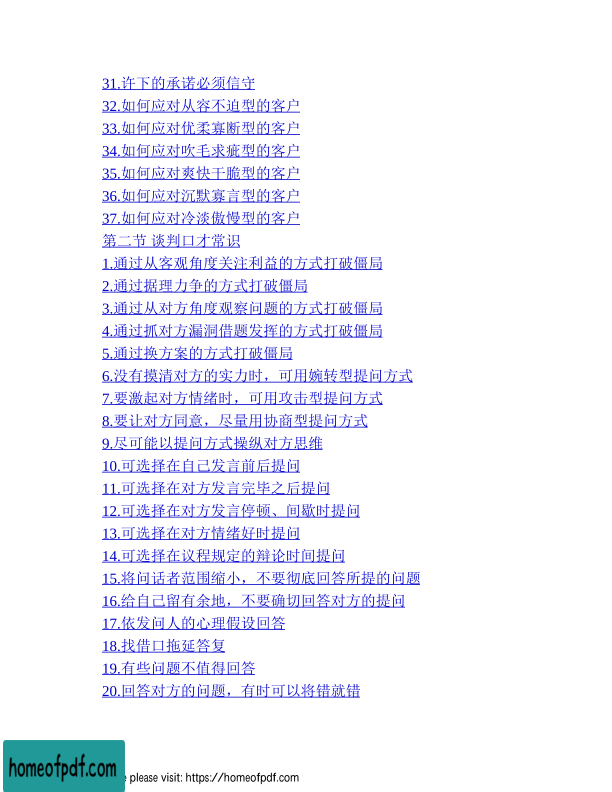 31.许下的承诺必须信守
32.如何应对从容不迫型的客户
33.如何应对优柔寡断型的客户
34.如何应对吹毛求疵型的客户
35.如何应对爽快干脆型的客户
36.如何应对沉默寡言型的客户
37.如何应对冷淡傲慢型的客户
第二节 谈判口才常识
1.通过从客观角度关注利益的方式打破僵局
2.通过据理力争的方式打破僵局
3.通过从对方角度观察问题的方式打破僵局
4.通过抓对方漏洞借题发挥的方式打破僵局
5.通过换方案的方式打破僵局
6.没有摸清对方的实力时，可用婉转型提问方式
7.要激起对方情绪时，可用攻击型提问方式
8.要让对方同意，尽量用协商型提问方式
9.尽可能以提问方式操纵对方思维
10.可选择在自己发言前后提问
11.可选择在对方发言完毕之后提问
12.可选择在对方发言停顿、间歇时提问
13.可选择在对方情绪好时提问
14.可选择在议程规定的辩论时间提问
15.将问话者范围缩小，不要彻底回答所提的问题
16.给自己留有余地，不要确切回答对方的提问
17.依发问人的心理假设回答
18.找借口拖延答复
19.有些问题不值得回答
20.回答对方的问题，有时可以将错就错
homeofpdf.com
e please visit: https://homeofpdf.com